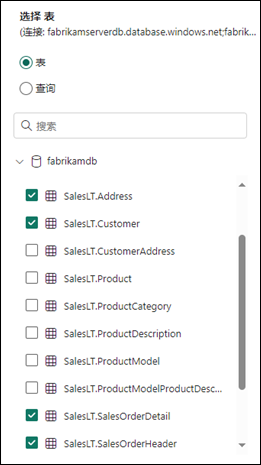 选择 表
(连接: fabrikamserverdb.database.windows.net;fabrik...
表
查询
搜索
fabrikamdb
SalesLT.Address
SalesLT.Customer
SalesLT.CustomerAddress
SalesLT.Product
SalesLT.ProductCategory
SalesLT.ProductDescription
SalesLT.ProductModel
SalesLT.ProductModelProductDesc...
SalesLT.SalesOrderDetail
SalesLT.SalesOrderHeader